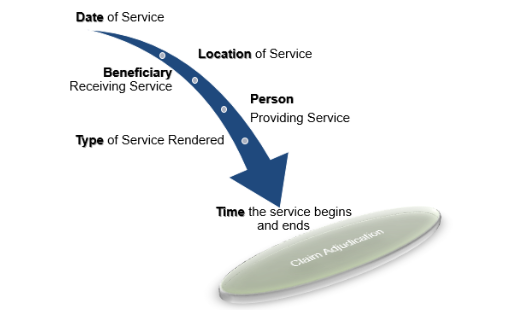 Date of Service
Location of Service
Beneficiary
Receiving Service
Person
Providing Service
Type of Service Rendered
Time the service begins
and ends
Claim Adjudication